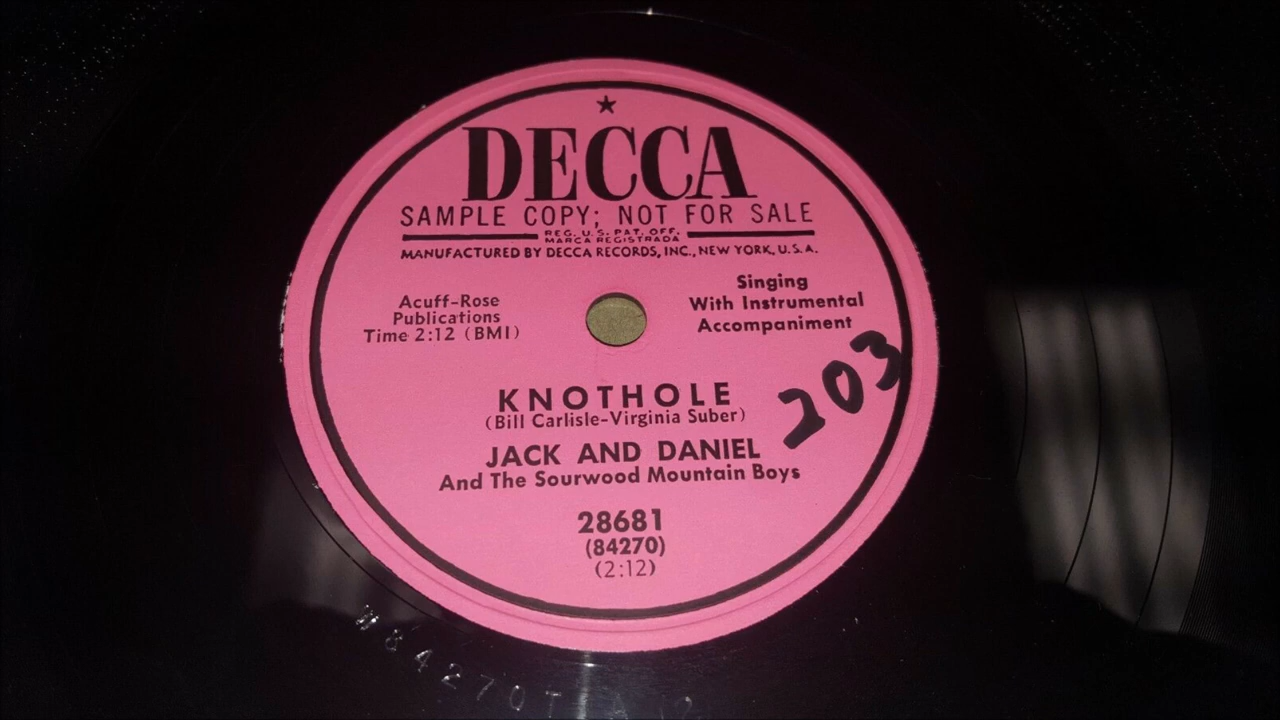 DECCA
SAMPLE COPY; NOT FOR SALE
REG. U.S. PAT. OFF.
MARCA REGISTRADA
MANUFACTURED BY DECCA RECORDS, INC., NEW YORK, U.S.A.
Acuff-Rose
Publications
Time 2:12 (BMI)
Singing
With Instrumental
Accompaniment
203
KNOTHOLE
(Bill Carlisle-Virginia Suber)
JACK AND DANIEL
And The Sourwood Mountain Boys
28681
(84270)
(2:12)
W84270T